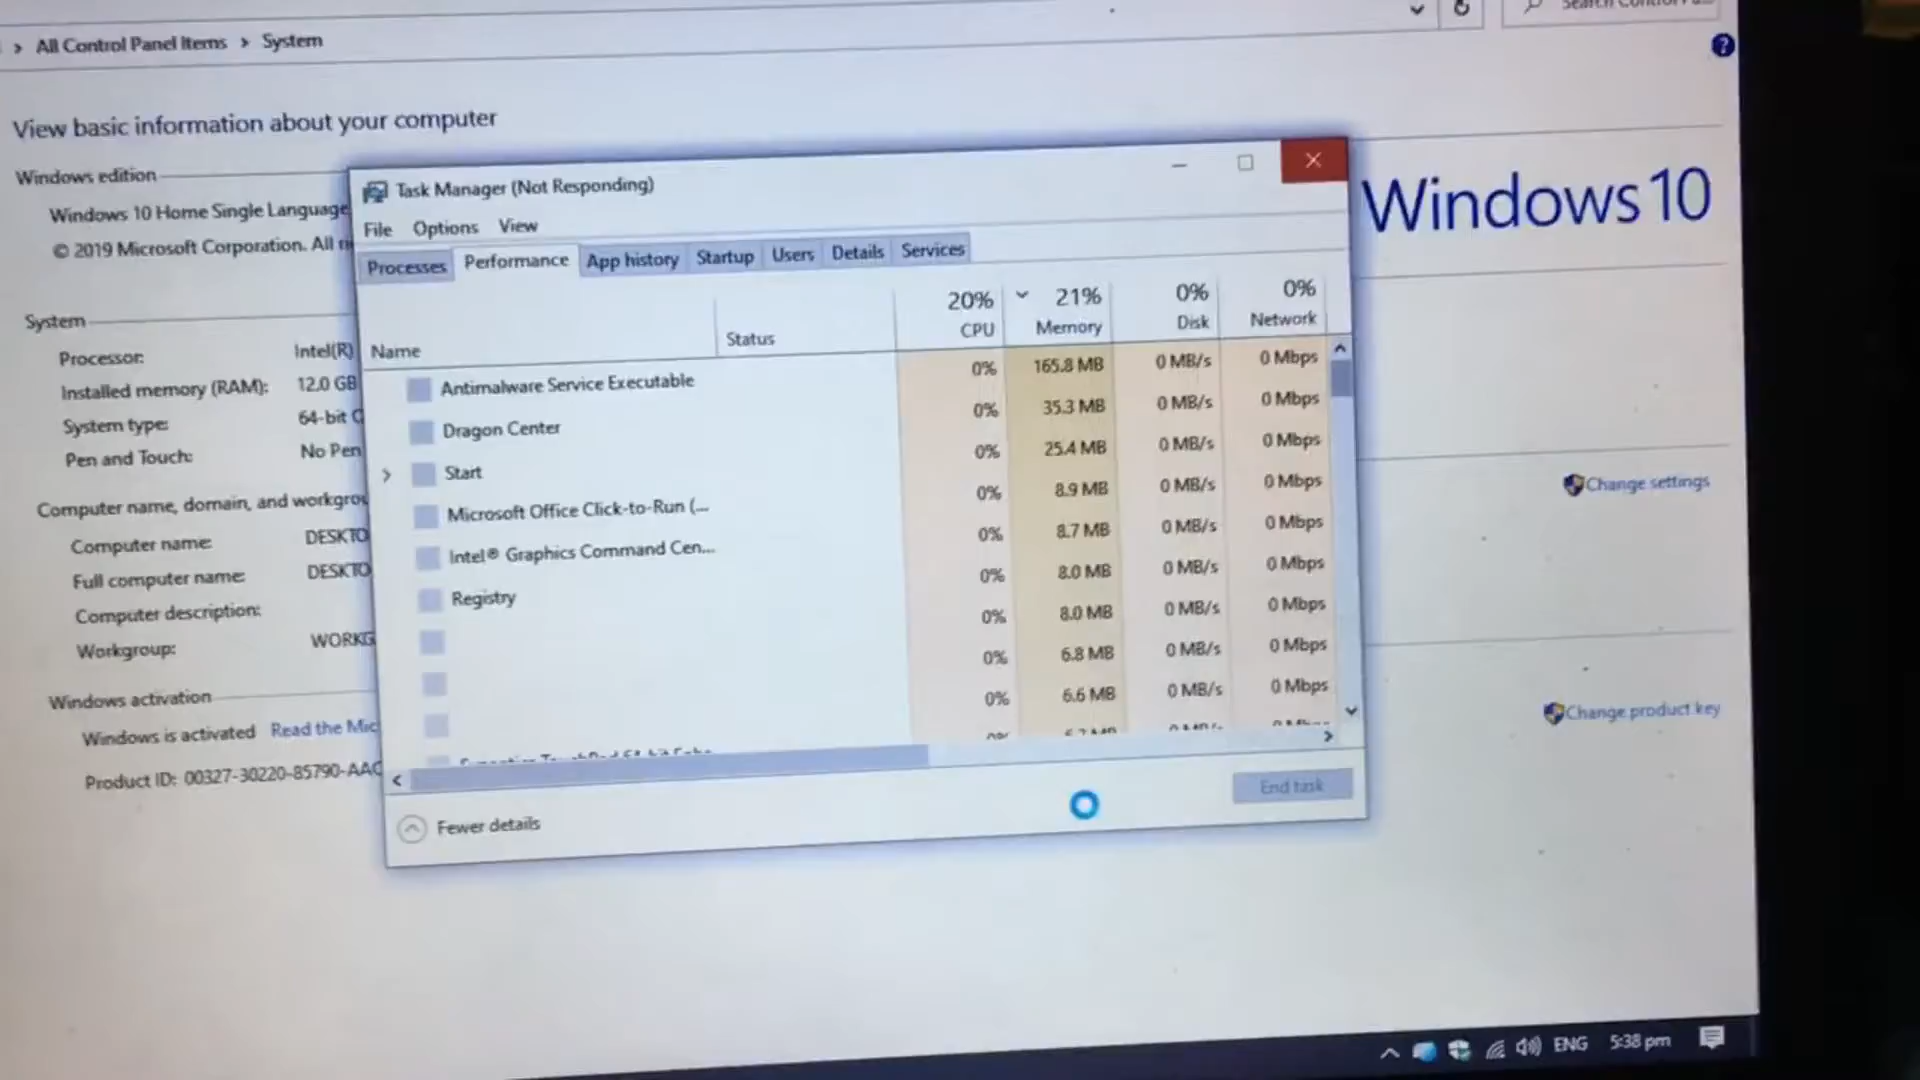 All Control Panel Items > System
View basic information about your computer
Windows edition
Windows 10 Home Single Language
© 2019 Microsoft Corporation. All
Windows 10
System
Processor: Intel(R)
Installed memory (RAM): 12.0 GB
System type: 64-bit
Pen and Touch: No Pen
Computer name, domain, and workgrou
Computer name: DESKTO
Full computer name: DESKTO
Computer description:
Workgroup: WORKG
Change settings
Windows activation
Windows is activated Read the Mic
Product ID: 00327-30220-85790-AAO
Change product key
Task Manager (Not Responding)
File Options View
Processes Performance App history Startup Users Details Services
20% 21% 0% 0%
Name Status CPU Memory Disk Network
Antimalware Service Executable 0% 165.8 MB 0 MB/s 0 Mbps
Dragon Center 0% 35.3 MB 0 MB/s 0 Mbps
Start 0% 25.4 MB 0 MB/s 0 Mbps
Microsoft Office Click-to-Run (... 0% 8.9 MB 0 MB/s 0 Mbps
Intel® Graphics Command Cen... 0% 8.7 MB 0 MB/s 0 Mbps
Registry 0% 8.0 MB 0 MB/s 0 Mbps
0% 8.0 MB 0 MB/s 0 Mbps
0% 6.8 MB 0 MB/s 0 Mbps
0% 6.6 MB 0 MB/s 0 Mbps
Fewer details
End task
ENG 5:38 pm